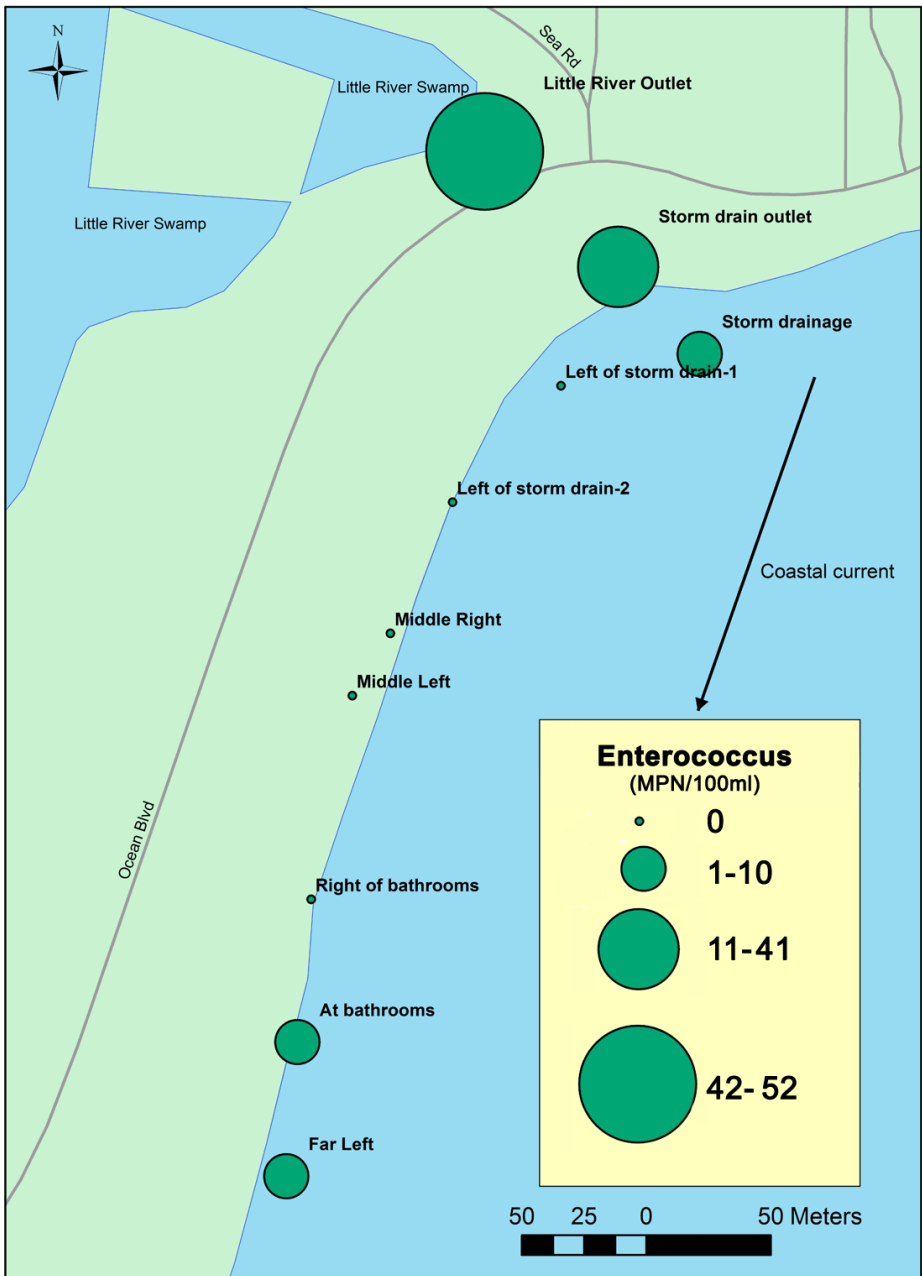 N
Sea Rd
Little River Swamp
Little River Outlet
Little River Swamp
Storm drain outlet
Storm drainage
Left of storm drain-1
Left of storm drain-2
Coastal current
Middle Right
Middle Left
Ocean Blvd
Right of bathrooms
At bathrooms
Far Left
Enterococcus
(MPN/100ml)
0
1-10
11-41
42- 52
50 25 0 50 Meters